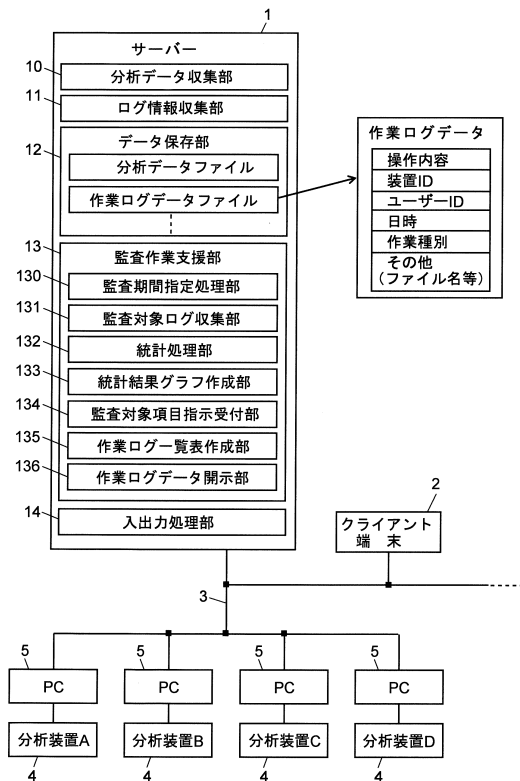 1
サーバー
10
分析データ収集部
11
ログ情報収集部
12
データ保存部
分析データファイル
作業ログデータファイル
作業ログデータ
操作内容
装置ID
ユーザーID
日時
作業種別
その他
(ファイル名等)
13
監査作業支援部
130
監査期間指定処理部
131
監査対象ログ収集部
132
統計処理部
133
統計結果グラフ作成部
134
監査対象項目指示受付部
135
作業ログ一覧表作成部
136
作業ログデータ開示部
14
入出力処理部
2
クライアント
端 末
3
5 5 5 5
PC PC PC PC
分析装置A 分析装置B 分析装置C 分析装置D
4 4 4 4